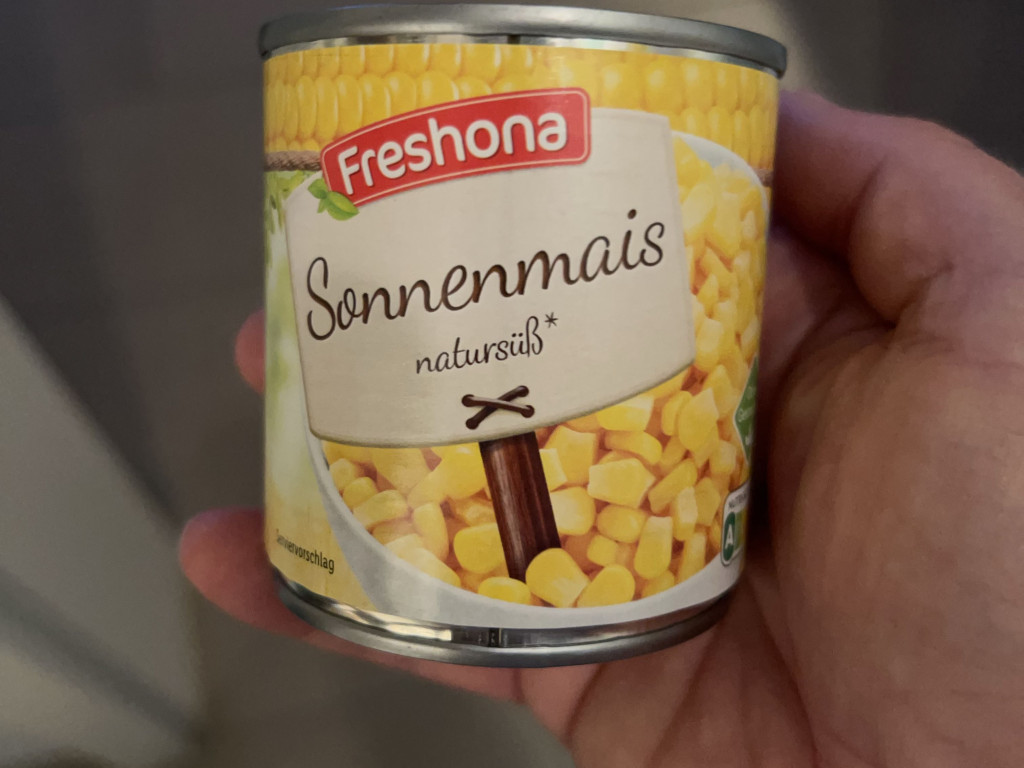 Freshona
Sonnenmais
natursüß*
Serviervorschlag
A